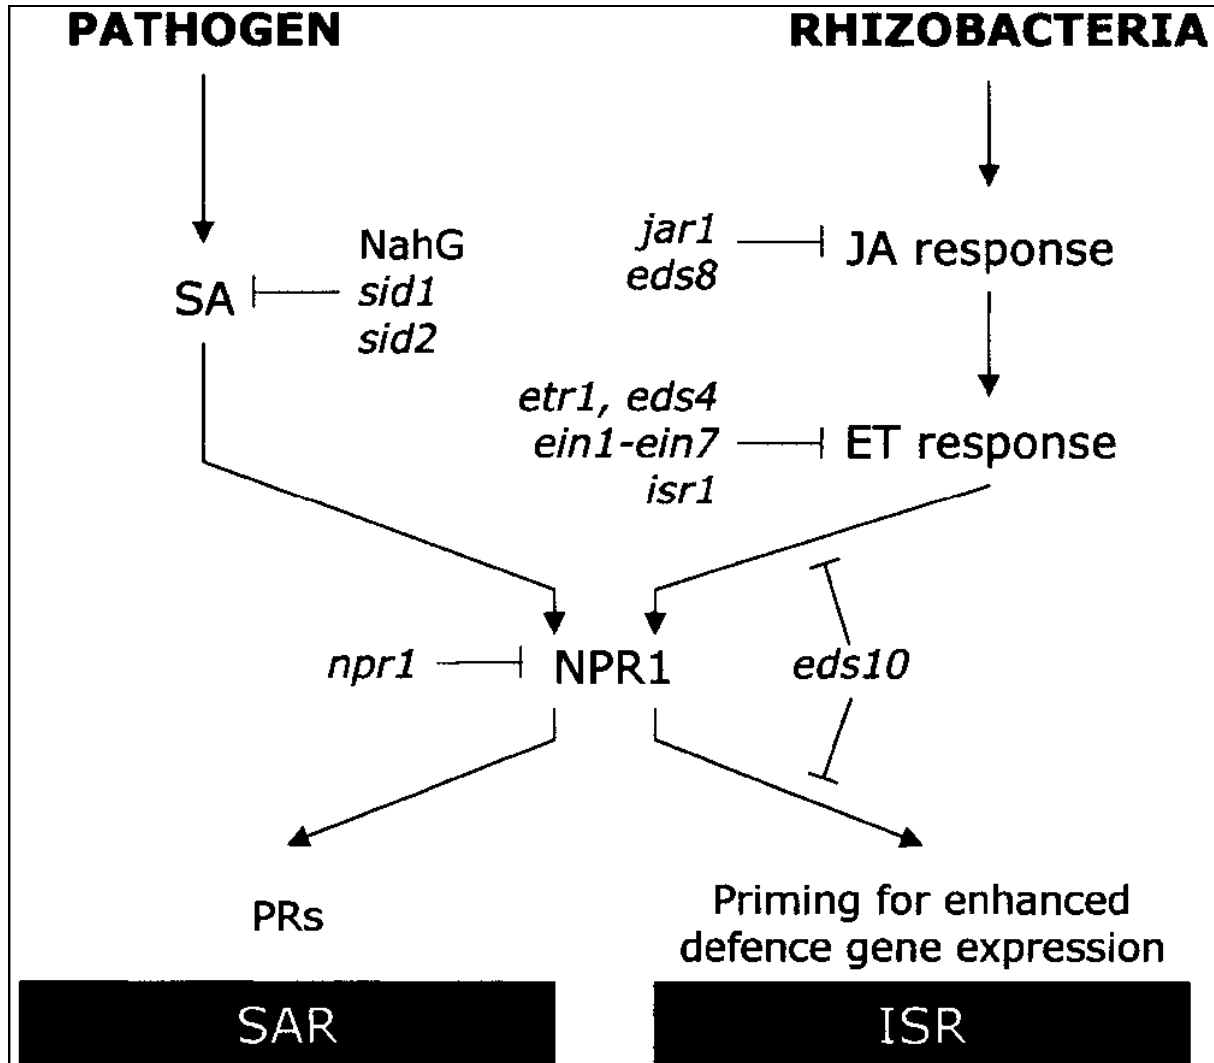 PATHOGEN
RHIZOBACTERIA
NahG
sid1
sid2
SA
jar1
eds8
JA response
etr1, eds4
ein1-ein7
isr1
ET response
npr1
NPR1
eds10
PRs
Priming for enhanced
defence gene expression
SAR
ISR